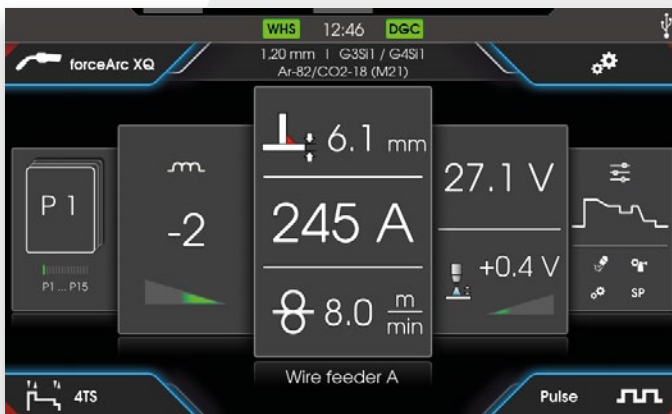 WHS 12:46 DGC
forceArc XQ
1.20 mm | G3Si1 / G4Si1
Ar-82/CO2-18 (M21)
P 1
P1 ... P15
-2
6.1 mm
245 A
8.0 m/min
27.1 V
+0.4 V
SP
Wire feeder A
4TS
Pulse